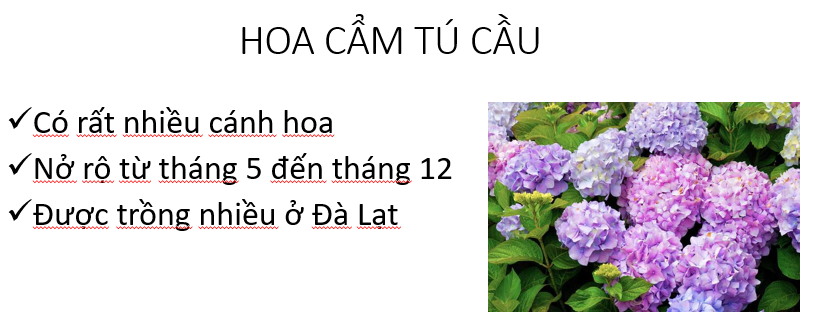 HOA CẨM TÚ CẦU
✓Có rất nhiều cánh hoa
✓Nở rộ từ tháng 5 đến tháng 12
✓Được trồng nhiều ở Đà Lạt